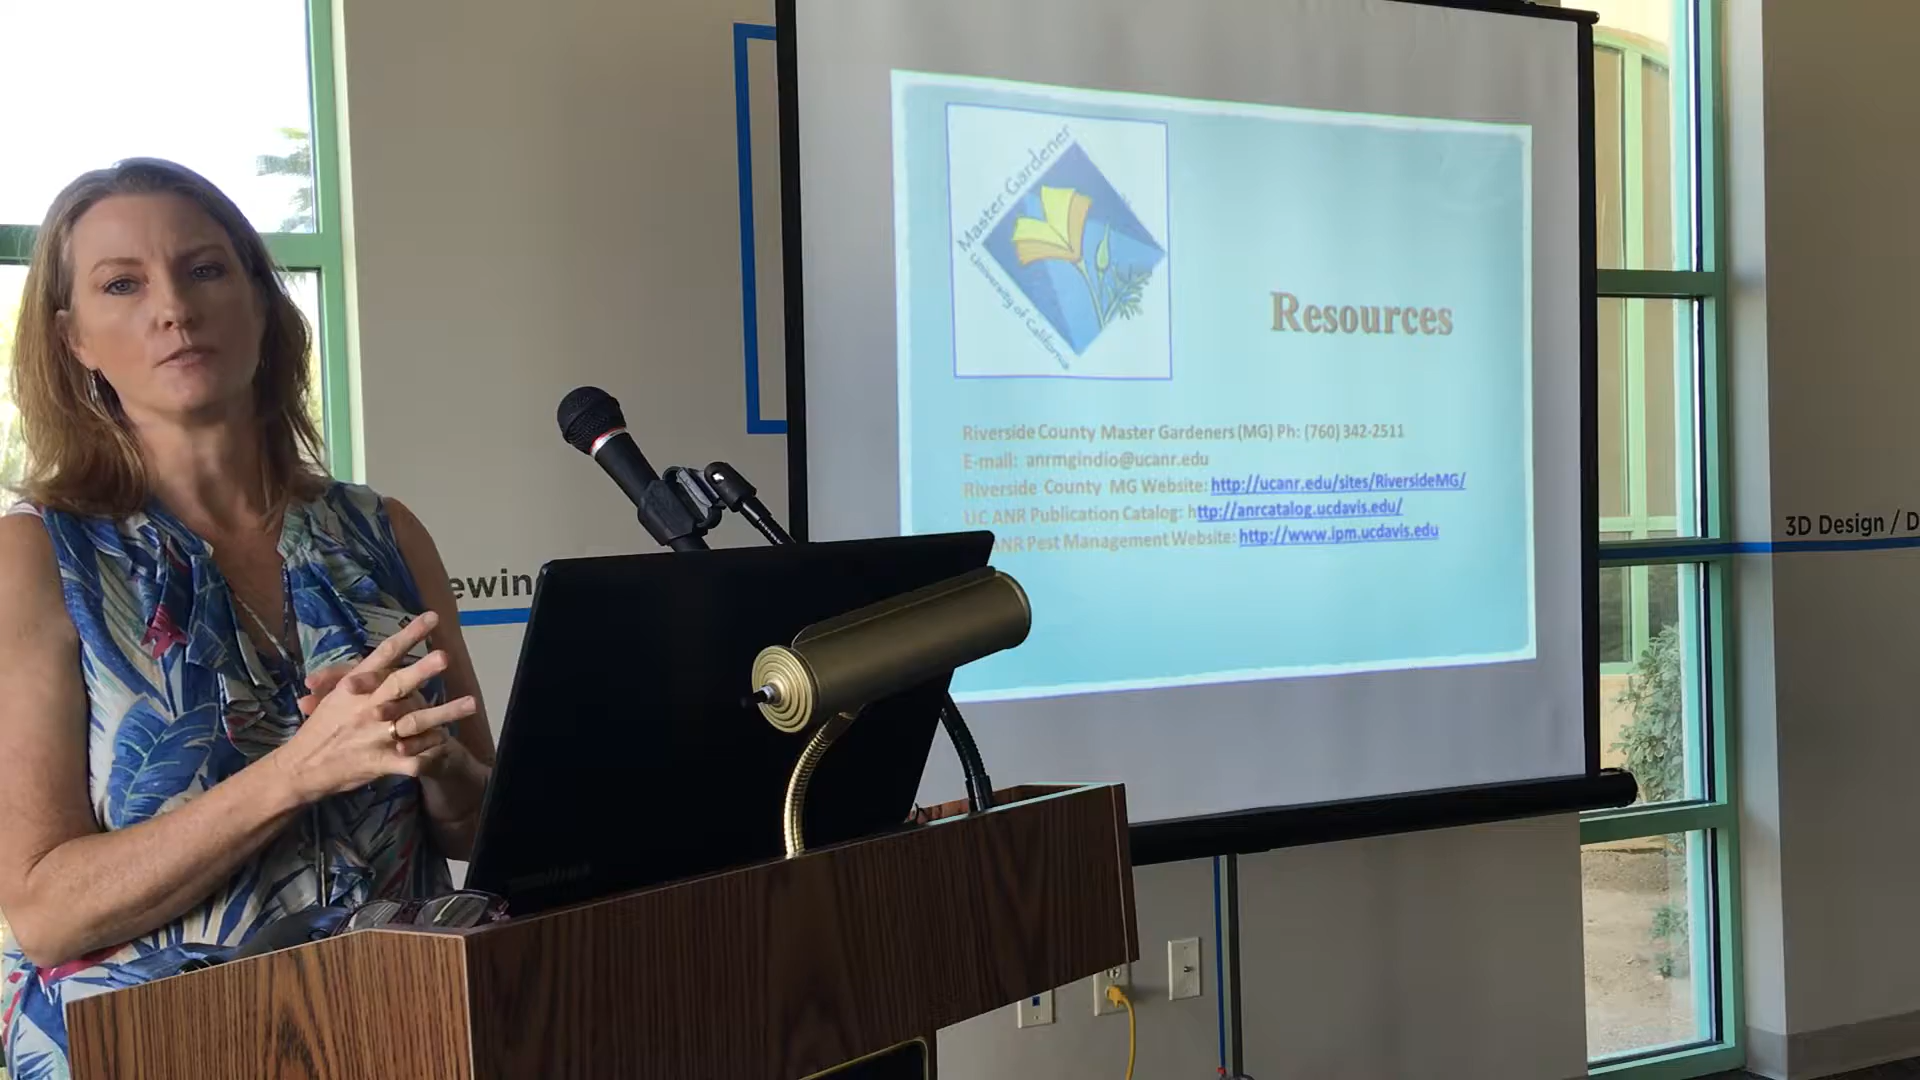 Master Gardener
University of California
Resources
Riverside County Master Gardeners (MG) Ph: (760) 342-2511
E-mail: anrmgindio@ucanr.edu
Riverside County MG Website: http://ucanr.edu/sites/RiversideMG/
UC ANR Publication Catalog: http://anrcatalog.ucdavis.edu/
ANR Pest Management Website: http://www.ipm.ucdavis.edu
ewin
3D Design / D